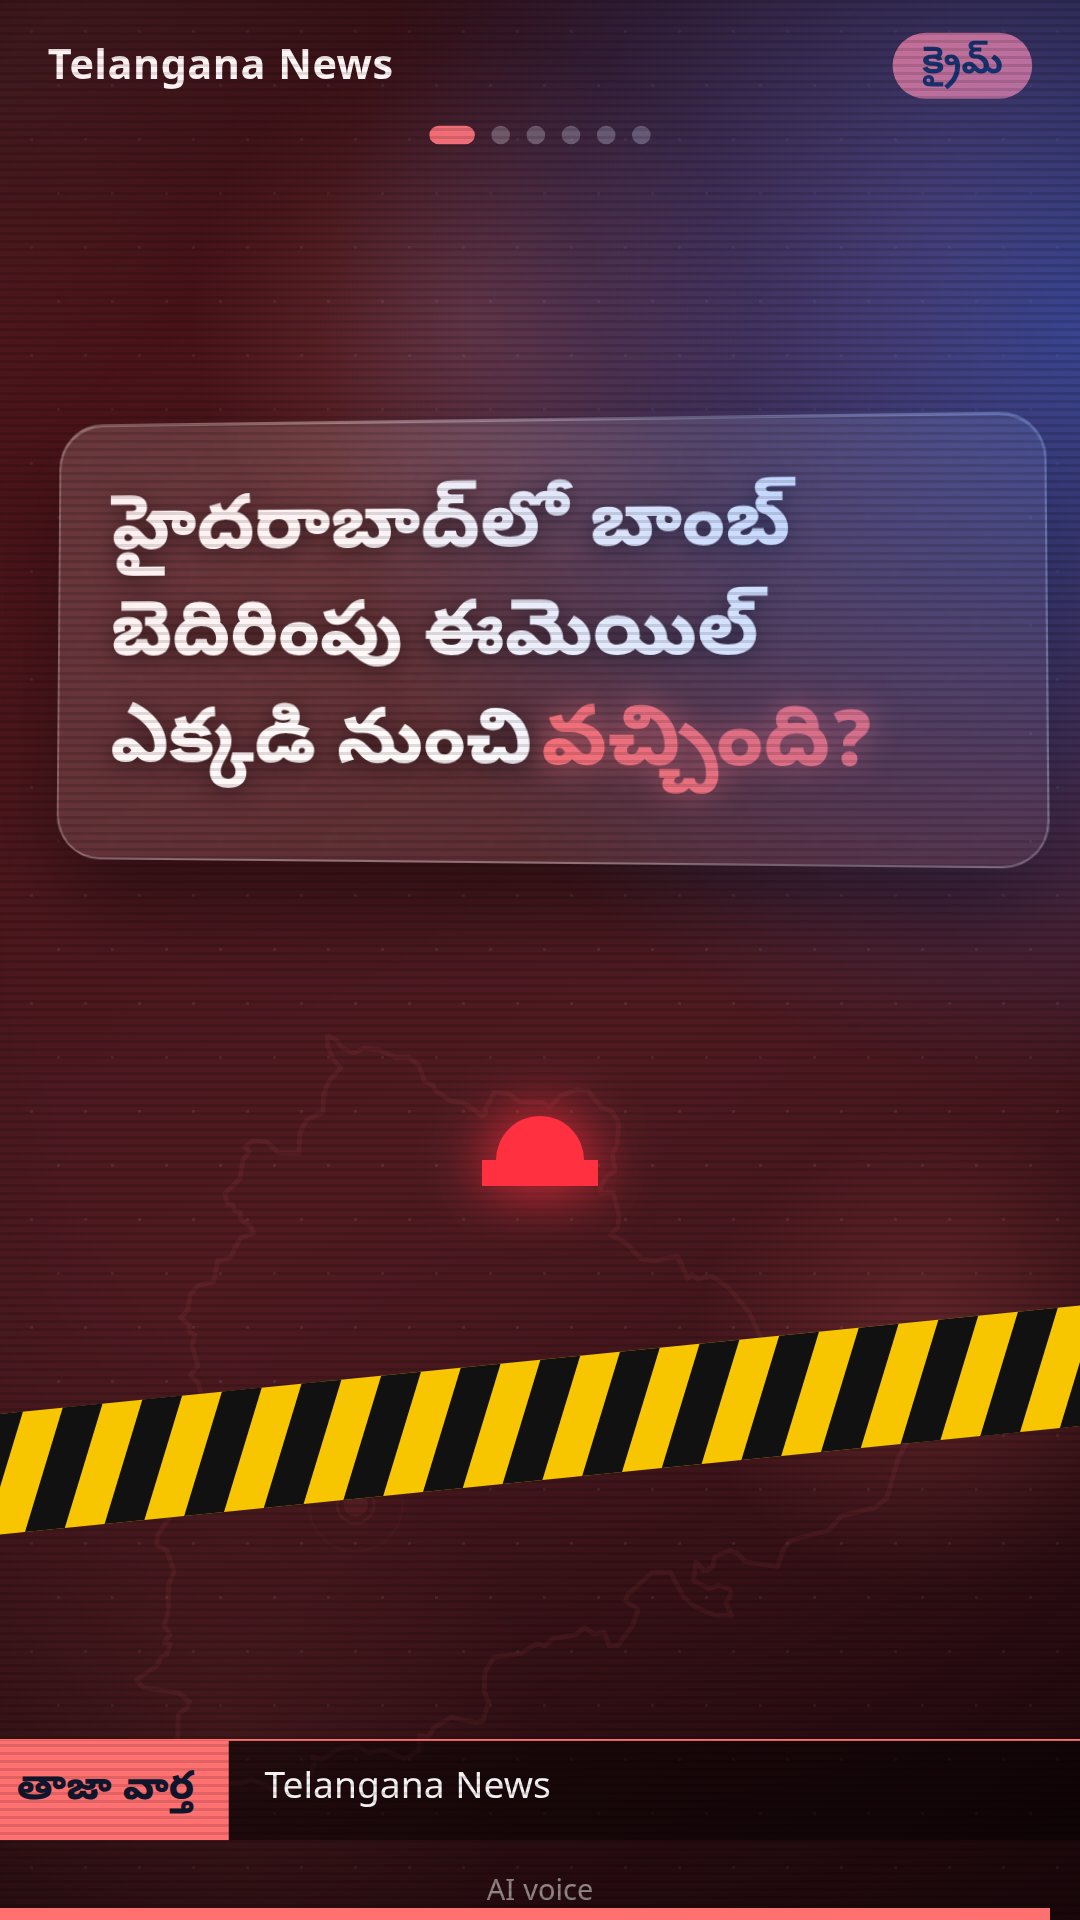 Telangana News
క్రైమ్
హైదరాబాద్‌లో బాంబ్
బెదిరింపు ఈమెయిల్
ఎక్కడి నుంచి వచ్చింది?
తాజా వార్త
Telangana News
AI voice